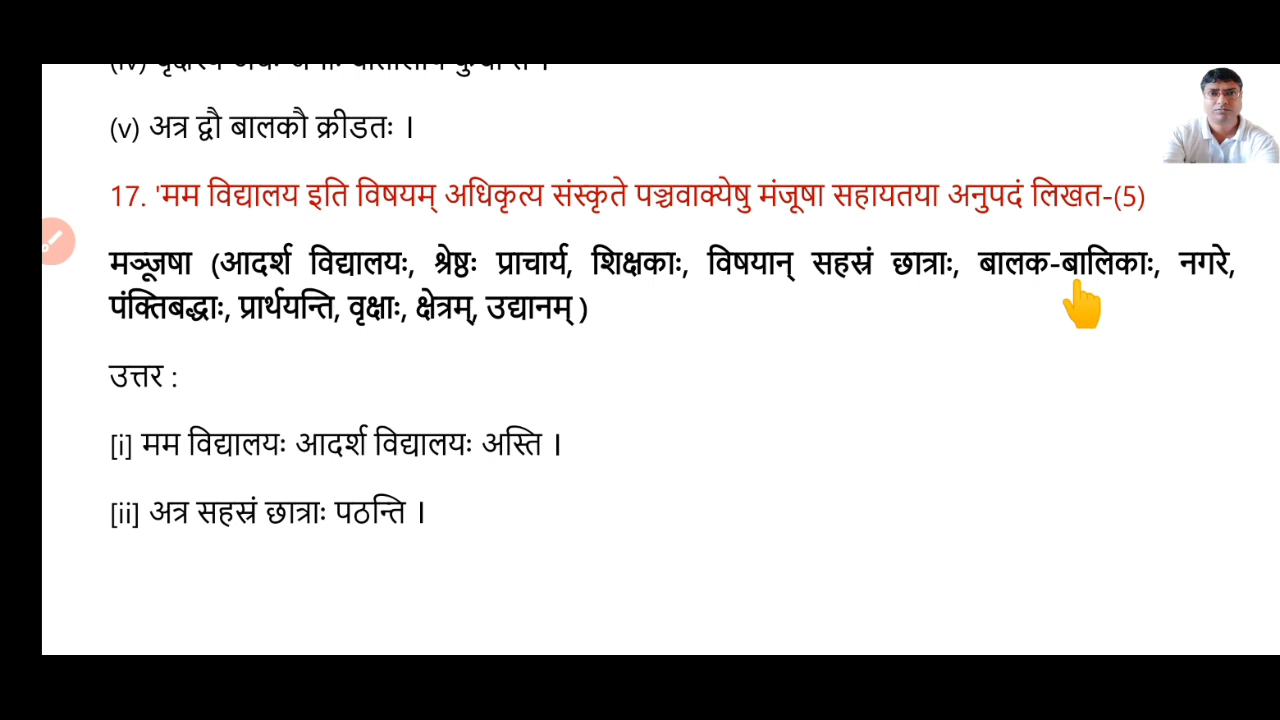 (v) अत्र द्वौ बालकौ क्रीडतः ।
17. 'मम विद्यालय इति विषयम् अधिकृत्य संस्कृते पञ्चवाक्येषु मंजूषा सहायतया अनुपदं लिखत-(5)
मञ्जूषा (आदर्श विद्यालयः, श्रेष्ठः प्राचार्य, शिक्षकाः, विषयान् सहस्रं छात्राः, बालक-बालिकाः, नगरे,
पंक्तिबद्धाः, प्रार्थयन्ति, वृक्षाः, क्षेत्रम्, उद्यानम् )
उत्तर :
[i] मम विद्यालयः आदर्श विद्यालयः अस्ति ।
[ii] अत्र सहस्रं छात्राः पठन्ति ।